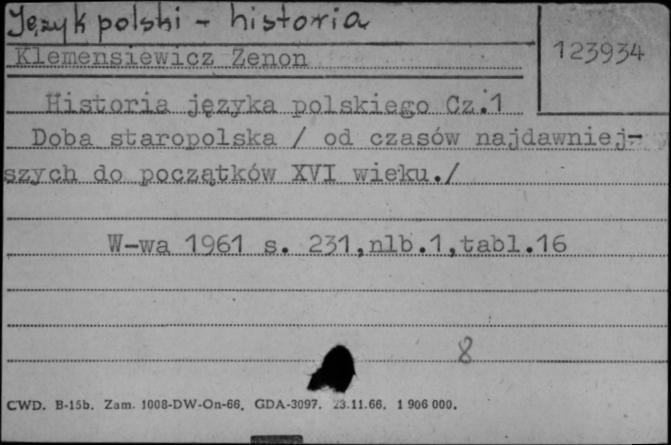 Język polski - historia
Klemensiewicz Zenon
123934
Historia języka polskiego Cz.1
Doba staropolska / od czasów najdawniej-
szych do początków XVI wieku./
W-wa 1961 s. 231,nlb.1,tabl.16
8
CWD. B-15b. Zam. 1008-DW-On-66. GDA-3097. 23.11.66. 1 906 000.